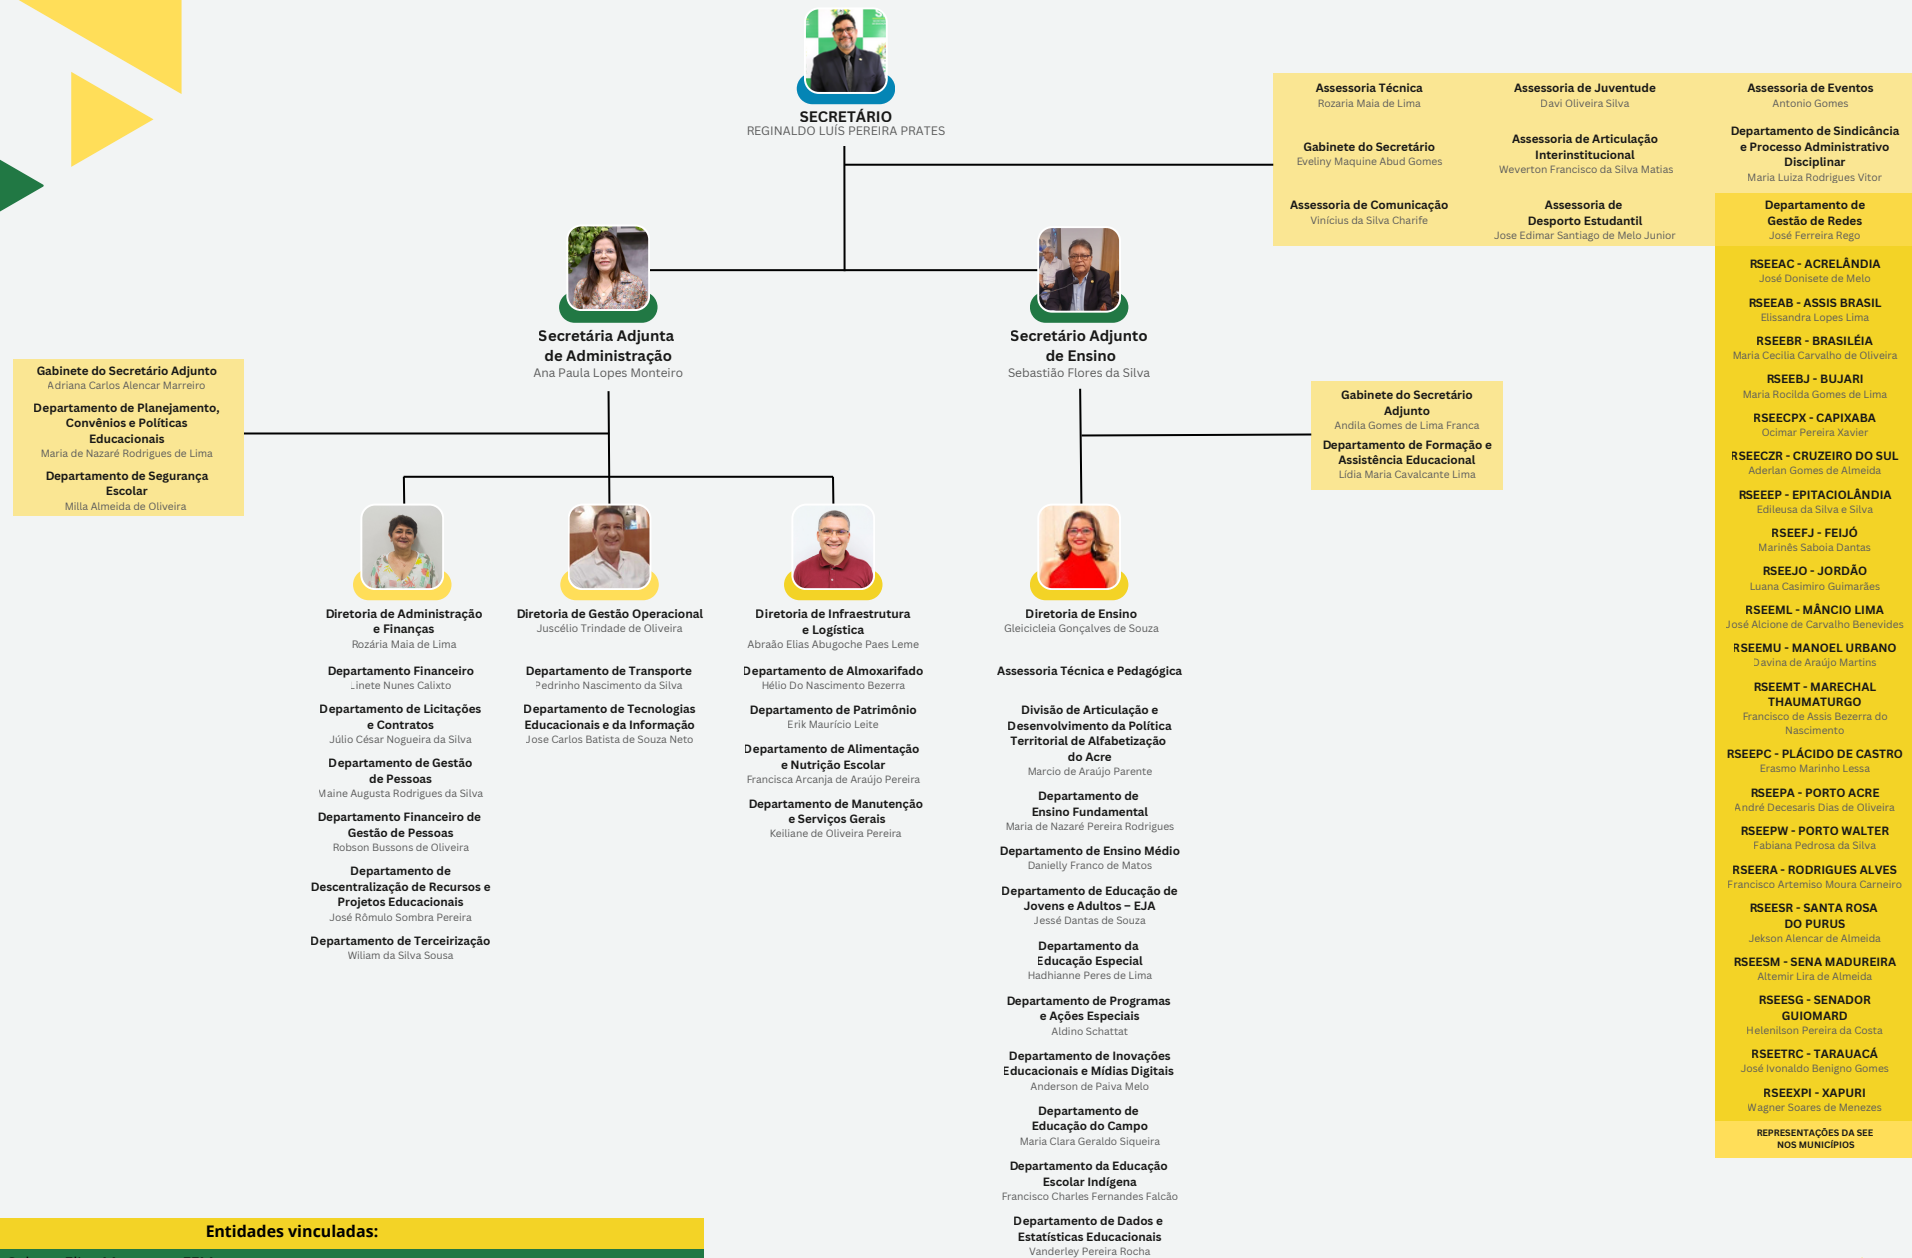 SECRETÁRIO
REGINALDO LUÍS PEREIRA PRATES
Assessoria Técnica
Rozaria Maia de Lima
Gabinete do Secretário
Eveliny Maquine Abud Gomes
Assessoria de Comunicação
Vinícius da Silva Charife
Assessoria de Juventude
Davi Oliveira Silva
Assessoria de Articulação
Interinstitucional
Weverton Francisco da Silva Matias
Assessoria de
Desporto Estudantil
Jose Edimar Santiago de Melo Junior
Assessoria de Eventos
Antonio Gomes
Departamento de Sindicância
e Processo Administrativo
Disciplinar
Maria Luiza Rodrigues Vitor
Departamento de
Gestão de Redes
José Ferreira Rego
RSEEAC - ACRELÂNDIA
José Donisete de Melo
RSEEAB - ASSIS BRASIL
Elissandra Lopes Lima
RSEEBR - BRASILÉIA
Maria Cecilia Carvalho de Oliveira
RSEEBJ - BUJARI
Maria Rocilda Gomes de Lima
RSEECPX - CAPIXABA
Ocimar Pereira Xavier
RSEECZR - CRUZEIRO DO SUL
Aderlan Gomes de Almeida
RSEEEP - EPITACIOLÂNDIA
Edileusa da Silva e Silva
RSEEFJ - FEIJÓ
Marinês Saboia Dantas
RSEEJO - JORDÃO
Luana Casimiro Guimarães
RSEEML - MÂNCIO LIMA
José Alcione de Carvalho Benevides
RSEEMU - MANOEL URBANO
Davina de Araújo Martins
RSEEMT - MARECHAL
THAUMATURGO
Francisco de Assis Bezerra do
Nascimento
RSEEPC - PLÁCIDO DE CASTRO
Erasmo Marinho Lessa
RSEEPA - PORTO ACRE
André Decesaris Dias de Oliveira
RSEEPW - PORTO WALTER
Fabiana Pedrosa da Silva
RSEERA - RODRIGUES ALVES
Francisco Artemiso Moura Carneiro
RSEESR - SANTA ROSA
DO PURUS
Jekson Alencar de Almeida
RSEESM - SENA MADUREIRA
Altemir Lira de Almeida
RSEESG - SENADOR
GUIOMARD
Helenilson Pereira da Costa
RSEETRC - TARAUACÁ
José Ivonaldo Benigno Gomes
RSEEXPI - XAPURI
Wagner Soares de Menezes
REPRESENTAÇÕES DA SEE
NOS MUNICÍPIOS
Secretária Adjunta
de Administração
Ana Paula Lopes Monteiro
Secretário Adjunto
de Ensino
Sebastião Flores da Silva
Gabinete do Secretário Adjunto
Adriana Carlos Alencar Marreiro
Departamento de Planejamento,
Convênios e Políticas
Educacionais
Maria de Nazaré Rodrigues de Lima
Departamento de Segurança
Escolar
Milla Almeida de Oliveira
Gabinete do Secretário
Adjunto
Andila Gomes de Lima Franca
Departamento de Formação e
Assistência Educacional
Lídia Maria Cavalcante Lima
Diretoria de Administração
e Finanças
Rozária Maia de Lima
Departamento Financeiro
Linete Nunes Calixto
Departamento de Licitações
e Contratos
Júlio César Nogueira da Silva
Departamento de Gestão
de Pessoas
Maine Augusta Rodrigues da Silva
Departamento Financeiro de
Gestão de Pessoas
Robson Bussons de Oliveira
Departamento de
Descentralização de Recursos e
Projetos Educacionais
José Rômulo Sombra Pereira
Departamento de Terceirização
Wiliam da Silva Sousa
Diretoria de Gestão Operacional
Juscélio Trindade de Oliveira
Departamento de Transporte
Pedrinho Nascimento da Silva
Departamento de Tecnologias
Educacionais e da Informação
Jose Carlos Batista de Souza Neto
Diretoria de Infraestrutura
e Logística
Abraão Elias Abugoche Paes Leme
Departamento de Almoxarifado
Hélio Do Nascimento Bezerra
Departamento de Patrimônio
Erik Maurício Leite
Departamento de Alimentação
e Nutrição Escolar
Francisca Arcanja de Araújo Pereira
Departamento de Manutenção
e Serviços Gerais
Keiliane de Oliveira Pereira
Diretoria de Ensino
Gleicicleia Gonçalves de Souza
Assessoria Técnica e Pedagógica
Divisão de Articulação e
Desenvolvimento da Política
Territorial de Alfabetização
do Acre
Marcio de Araújo Parente
Departamento de
Ensino Fundamental
Maria de Nazaré Pereira Rodrigues
Departamento de Ensino Médio
Danielly Franco de Matos
Departamento de Educação de
Jovens e Adultos – EJA
Jessé Dantas de Souza
Departamento da
Educação Especial
Hadhianne Peres de Lima
Departamento de Programas
e Ações Especiais
Aldino Schattat
Departamento de Inovações
Educacionais e Mídias Digitais
Anderson de Paiva Melo
Departamento de
Educação do Campo
Maria Clara Geraldo Siqueira
Departamento da Educação
Escolar Indígena
Francisco Charles Fernandes Falcão
Departamento de Dados e
Estatísticas Educacionais
Vanderley Pereira Rocha
Entidades vinculadas: